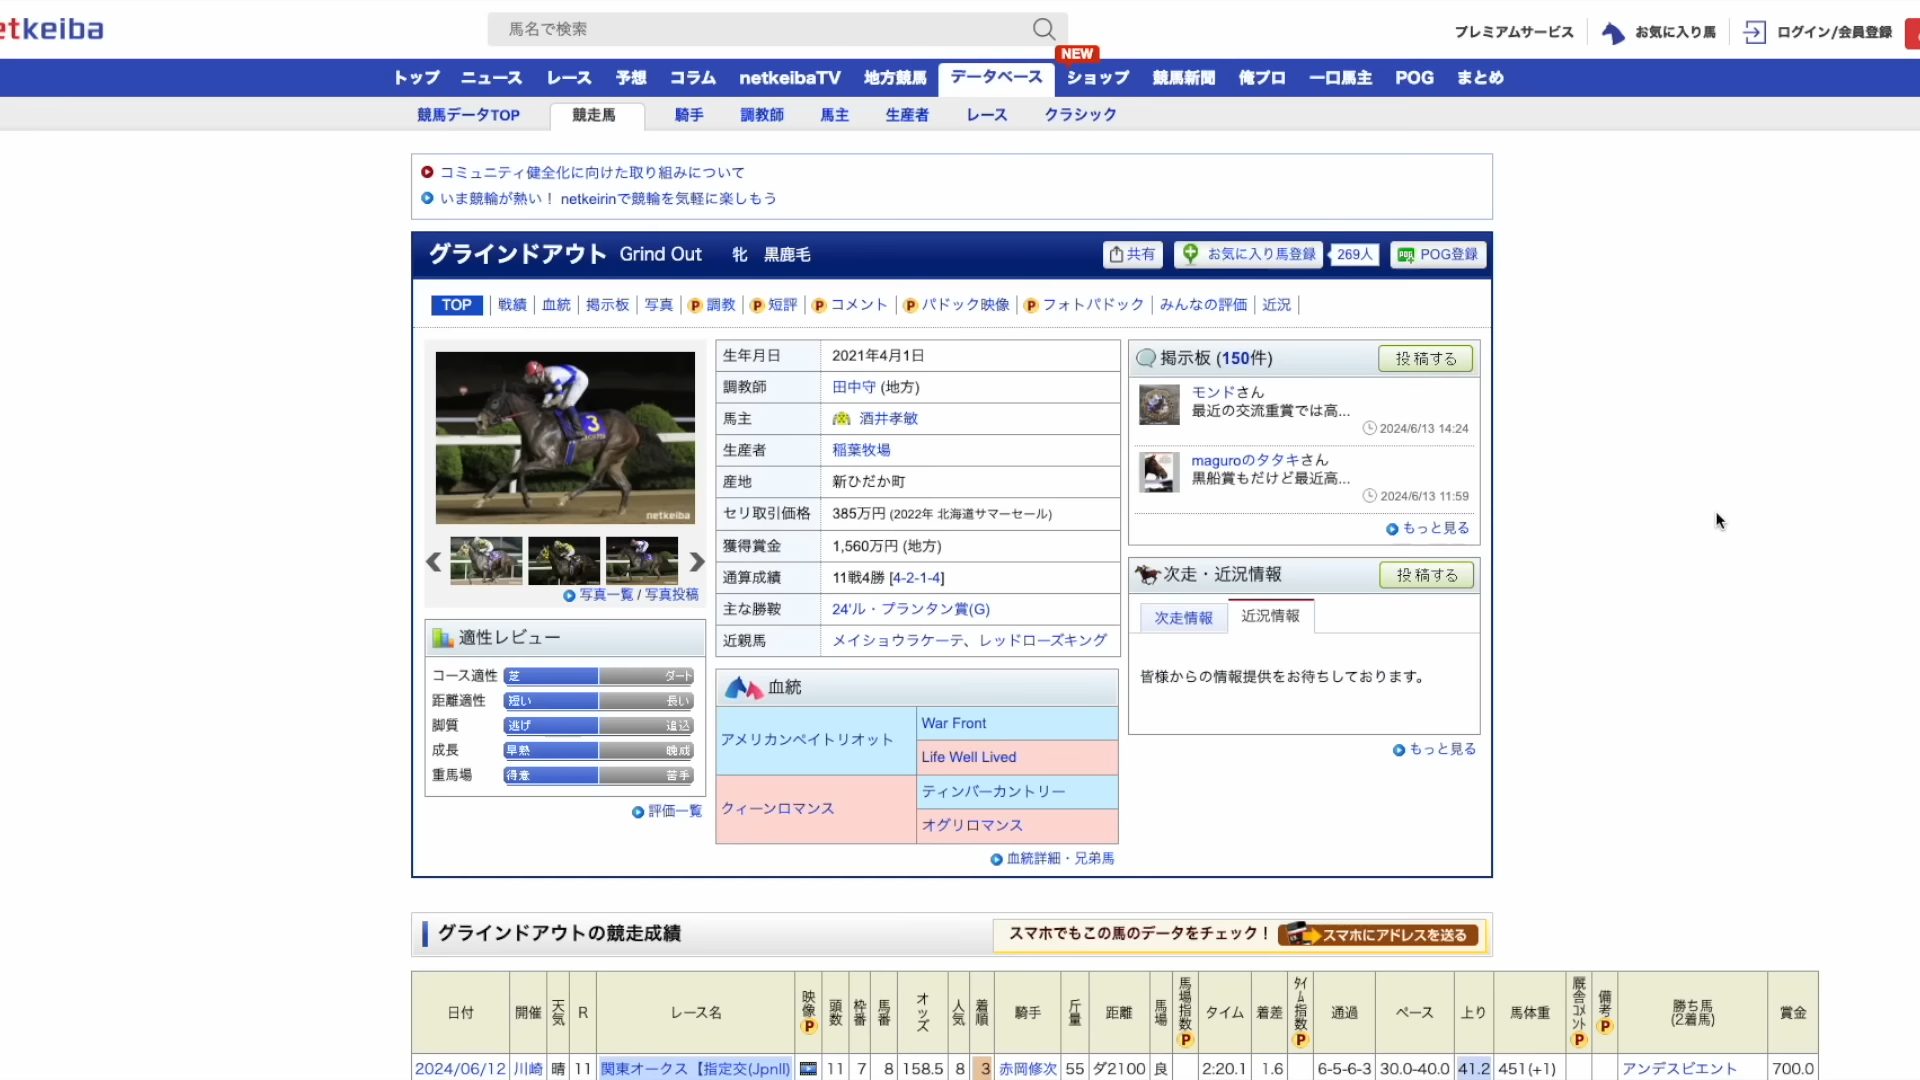 etkeiba
馬名で検索
プレミアムサービス
お気に入り馬
ログイン/会員登録
NEW
トップ ニュース レース 予想 コラム netkeibaTV 地方競馬 データベース ショップ 競馬新聞 俺プロ 一口馬主 POG まとめ
競馬データTOP 競走馬 騎手 調教師 馬主 生産者 レース クラシック
コミュニティ健全化に向けた取り組みについて
いま競輪が熱い! netkeirinで競輪を気軽に楽しもう
グラインドアウト Grind Out 牝 黒鹿毛
共有 お気に入り馬登録 269人 POG登録
TOP 戦績 血統 掲示板 写真 P調教 P短評 Pコメント Pパドック映像 Pフォトパドック みんなの評価 近況
3
netkeiba
写真一覧 / 写真投稿
適性レビュー
コース適性 芝 ダート
距離適性 短い 長い
脚質 逃げ 追込
成長 早熟 晩成
重馬場 得意 苦手
評価一覧
生年月日 2021年4月1日
調教師 田中守 (地方)
馬主 酒井孝敏
生産者 稲葉牧場
産地 新ひだか町
セリ取引価格 385万円 (2022年 北海道サマーセール)
獲得賞金 1,560万円 (地方)
通算成績 11戦4勝 [4-2-1-4]
主な勝鞍 24'ル・プランタン賞(G)
近親馬 メイショウラケーテ、レッドローズキング
血統
アメリカンペイトリオット
War Front
Life Well Lived
クィーンロマンス
ティンバーカントリー
オグリロマンス
血統詳細・兄弟馬
掲示板 (150件) 投稿する
モンドさん
最近の交流重賞では高...
2024/6/13 14:24
maguroのタタキさん
黒船賞もだけど最近高...
2024/6/13 11:59
もっと見る
次走・近況情報 投稿する
次走情報 近況情報
皆様からの情報提供をお待ちしております。
もっと見る
グラインドアウトの競走成績
スマホでもこの馬のデータをチェック! スマホにアドレスを送る
日付 開催 天気 R レース名 映像P 頭数 枠番 馬番 オッズ 人気 着順 騎手 斤量 距離 馬場 馬場指数P タイム 着差 タイム指数P 通過 ペース 上り 馬体重 厩舎コメントP 備考P 勝ち馬(2着馬) 賞金
2024/06/12 川崎 晴 11 関東オークス【指定交(JpnII) 11 7 8 158.5 8 3 赤岡修次 55 ダ2100 良 2:20.1 1.6 6-5-6-3 30.0-40.0 41.2 451(+1) アンデスビエント 700.0